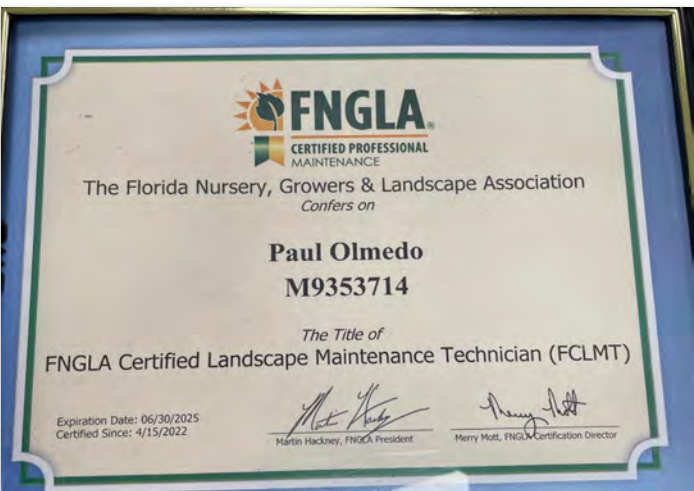 FNGLA®
CERTIFIED PROFESSIONAL
MAINTENANCE
The Florida Nursery, Growers & Landscape Association
Confers on
Paul Olmedo
M9353714
The Title of
FNGLA Certified Landscape Maintenance Technician (FCLMT)
Expiration Date: 06/30/2025
Certified Since: 4/15/2022
Martin Hackney, FNGLA President
Merry Mott, FNGLA Certification Director